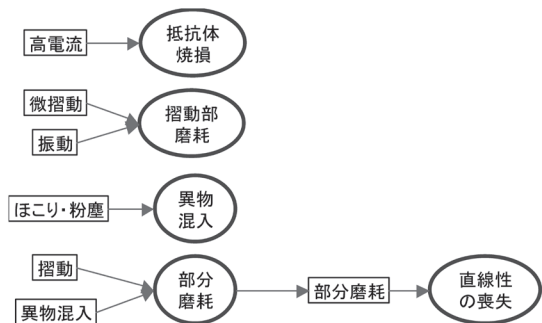 高電流
抵抗体
焼損
微摺動
振動
摺動部
磨耗
ほこり・粉塵
異物
混入
摺動
異物混入
部分
磨耗
部分磨耗
直線性
の喪失